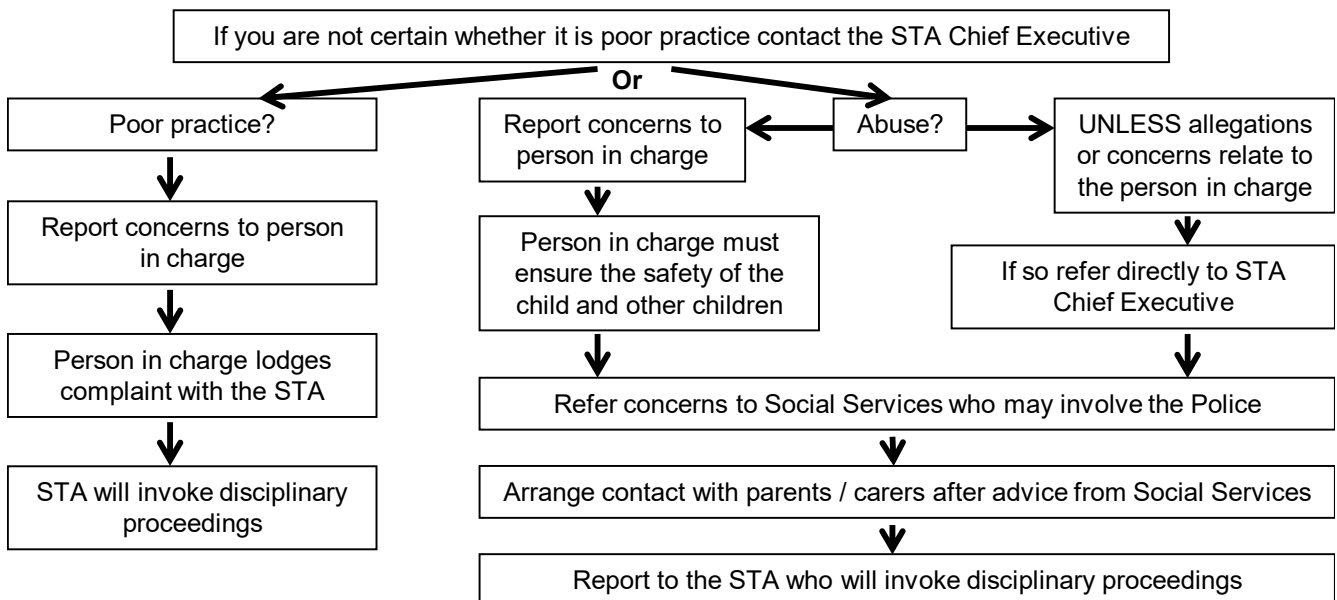 If you are not certain whether it is poor practice contact the STA Chief Executive
Or
Poor practice?
Report concerns to person
in charge
Person in charge lodges
complaint with the STA
STA will invoke disciplinary
proceedings
Abuse?
Report concerns to
person in charge
Person in charge must
ensure the safety of the
child and other children
UNLESS allegations
or concerns relate to
the person in charge
If so refer directly to STA
Chief Executive
Refer concerns to Social Services who may involve the Police
Arrange contact with parents / carers after advice from Social Services
Report to the STA who will invoke disciplinary proceedings